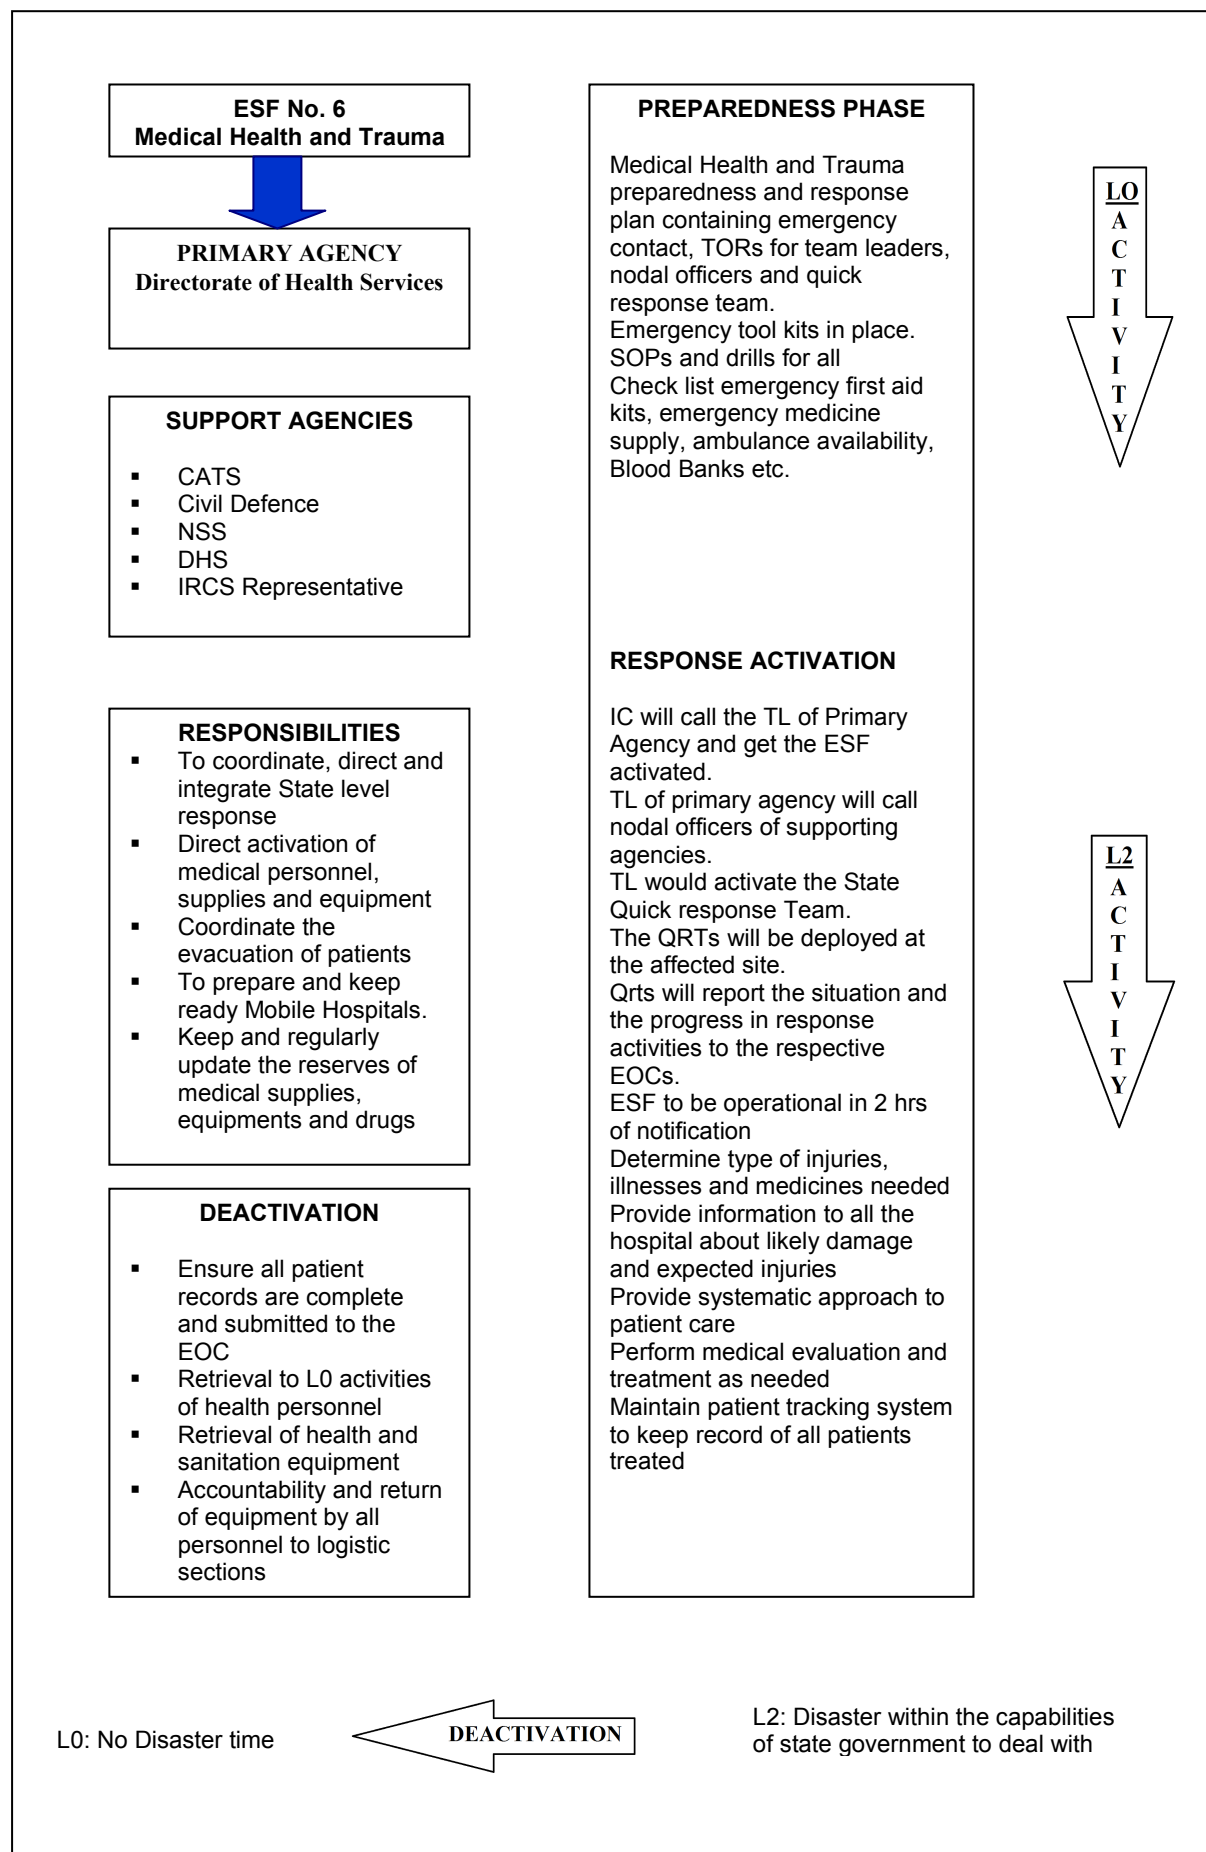 ESF No. 6
Medical Health and Trauma
PRIMARY AGENCY
Directorate of Health Services
SUPPORT AGENCIES
▪ CATS
▪ Civil Defence
▪ NSS
▪ DHS
▪ IRCS Representative
RESPONSIBILITIES
▪ To coordinate, direct and
integrate State level
response
▪ Direct activation of
medical personnel,
supplies and equipment
▪ Coordinate the
evacuation of patients
▪ To prepare and keep
ready Mobile Hospitals.
▪ Keep and regularly
update the reserves of
medical supplies,
equipments and drugs
DEACTIVATION
▪ Ensure all patient
records are complete
and submitted to the
EOC
▪ Retrieval to L0 activities
of health personnel
▪ Retrieval of health and
sanitation equipment
▪ Accountability and return
of equipment by all
personnel to logistic
sections
PREPAREDNESS PHASE
Medical Health and Trauma
preparedness and response
plan containing emergency
contact, TORs for team leaders,
nodal officers and quick
response team.
Emergency tool kits in place.
SOPs and drills for all
Check list emergency first aid
kits, emergency medicine
supply, ambulance availability,
Blood Banks etc.
RESPONSE ACTIVATION
IC will call the TL of Primary
Agency and get the ESF
activated.
TL of primary agency will call
nodal officers of supporting
agencies.
TL would activate the State
Quick response Team.
The QRTs will be deployed at
the affected site.
Qrts will report the situation and
the progress in response
activities to the respective
EOCs.
ESF to be operational in 2 hrs
of notification
Determine type of injuries,
illnesses and medicines needed
Provide information to all the
hospital about likely damage
and expected injuries
Provide systematic approach to
patient care
Perform medical evaluation and
treatment as needed
Maintain patient tracking system
to keep record of all patients
treated
LO
A
C
T
I
V
I
T
Y
L2
A
C
T
I
V
I
T
Y
L0: No Disaster time
DEACTIVATION
L2: Disaster within the capabilities
of state government to deal with